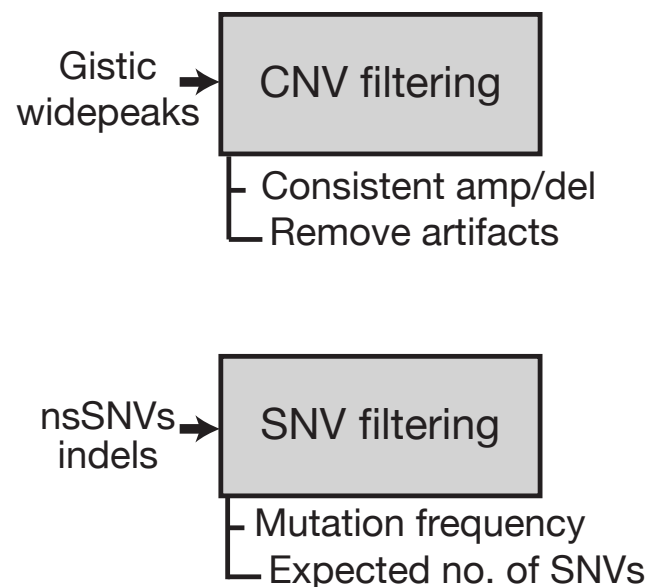 Gistic
widepeaks
CNV filtering
Consistent amp/del
Remove artifacts
nsSNVs
indels
SNV filtering
Mutation frequency
Expected no. of SNVs